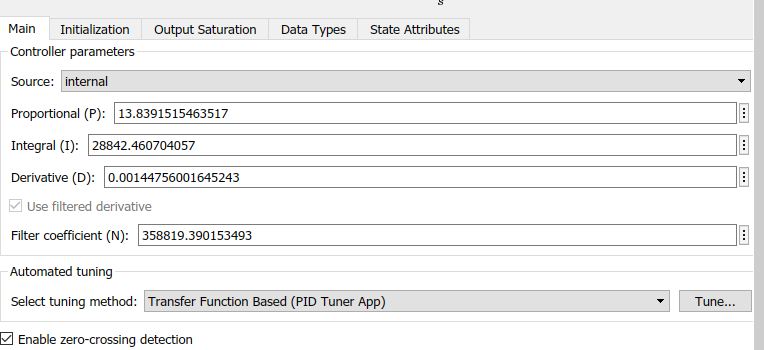 s
Main Initialization Output Saturation Data Types State Attributes
Controller parameters
Source: internal
Proportional (P): 13.8391515463517
Integral (I): 28842.460704057
Derivative (D): 0.00144756001645243
Use filtered derivative
Filter coefficient (N): 358819.390153493
Automated tuning
Select tuning method: Transfer Function Based (PID Tuner App) Tune...
Enable zero-crossing detection